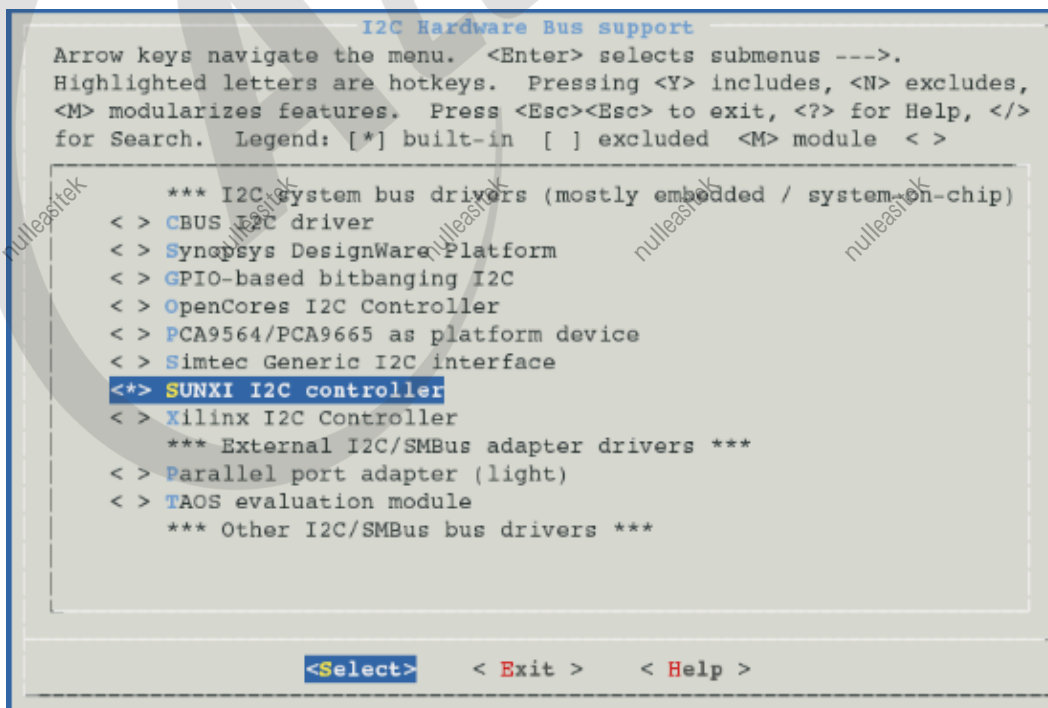 I2C Hardware Bus support
Arrow keys navigate the menu. <Enter> selects submenus --->.
Highlighted letters are hotkeys. Pressing <Y> includes, <N> excludes,
<M> modularizes features. Press <Esc><Esc> to exit, <?> for Help, </>
for Search. Legend: [*] built-in [ ] excluded <M> module < >
*** I2C system bus drivers (mostly embedded / system-on-chip)
< > CBUS I2C driver
< > Synopsys DesignWare Platform
< > GPIO-based bitbanging I2C
< > OpenCores I2C Controller
< > PCA9564/PCA9665 as platform device
< > Simtec Generic I2C interface
<*> SUNXI I2C controller
< > Xilinx I2C Controller
*** External I2C/SMBus adapter drivers ***
< > Parallel port adapter (light)
< > TAOS evaluation module
*** Other I2C/SMBus bus drivers ***
<Select> < Exit > < Help >
nulleasitek nulleasitek nulleasitek nulleasitek nulleasitek